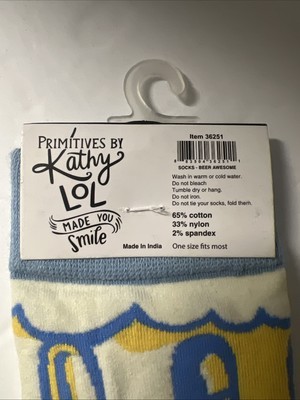 PRIMITIVES BY
Kathy
LOL
MADE YOU
Smile
Item 36251
SOCKS - BEER AWESOME
Wash in warm or cold water.
Do not bleach
Tumble dry or hang.
Do not iron.
Do not tie your socks, fold them.
65% cotton
33% nylon
2% spandex
Made In India
One size fits most